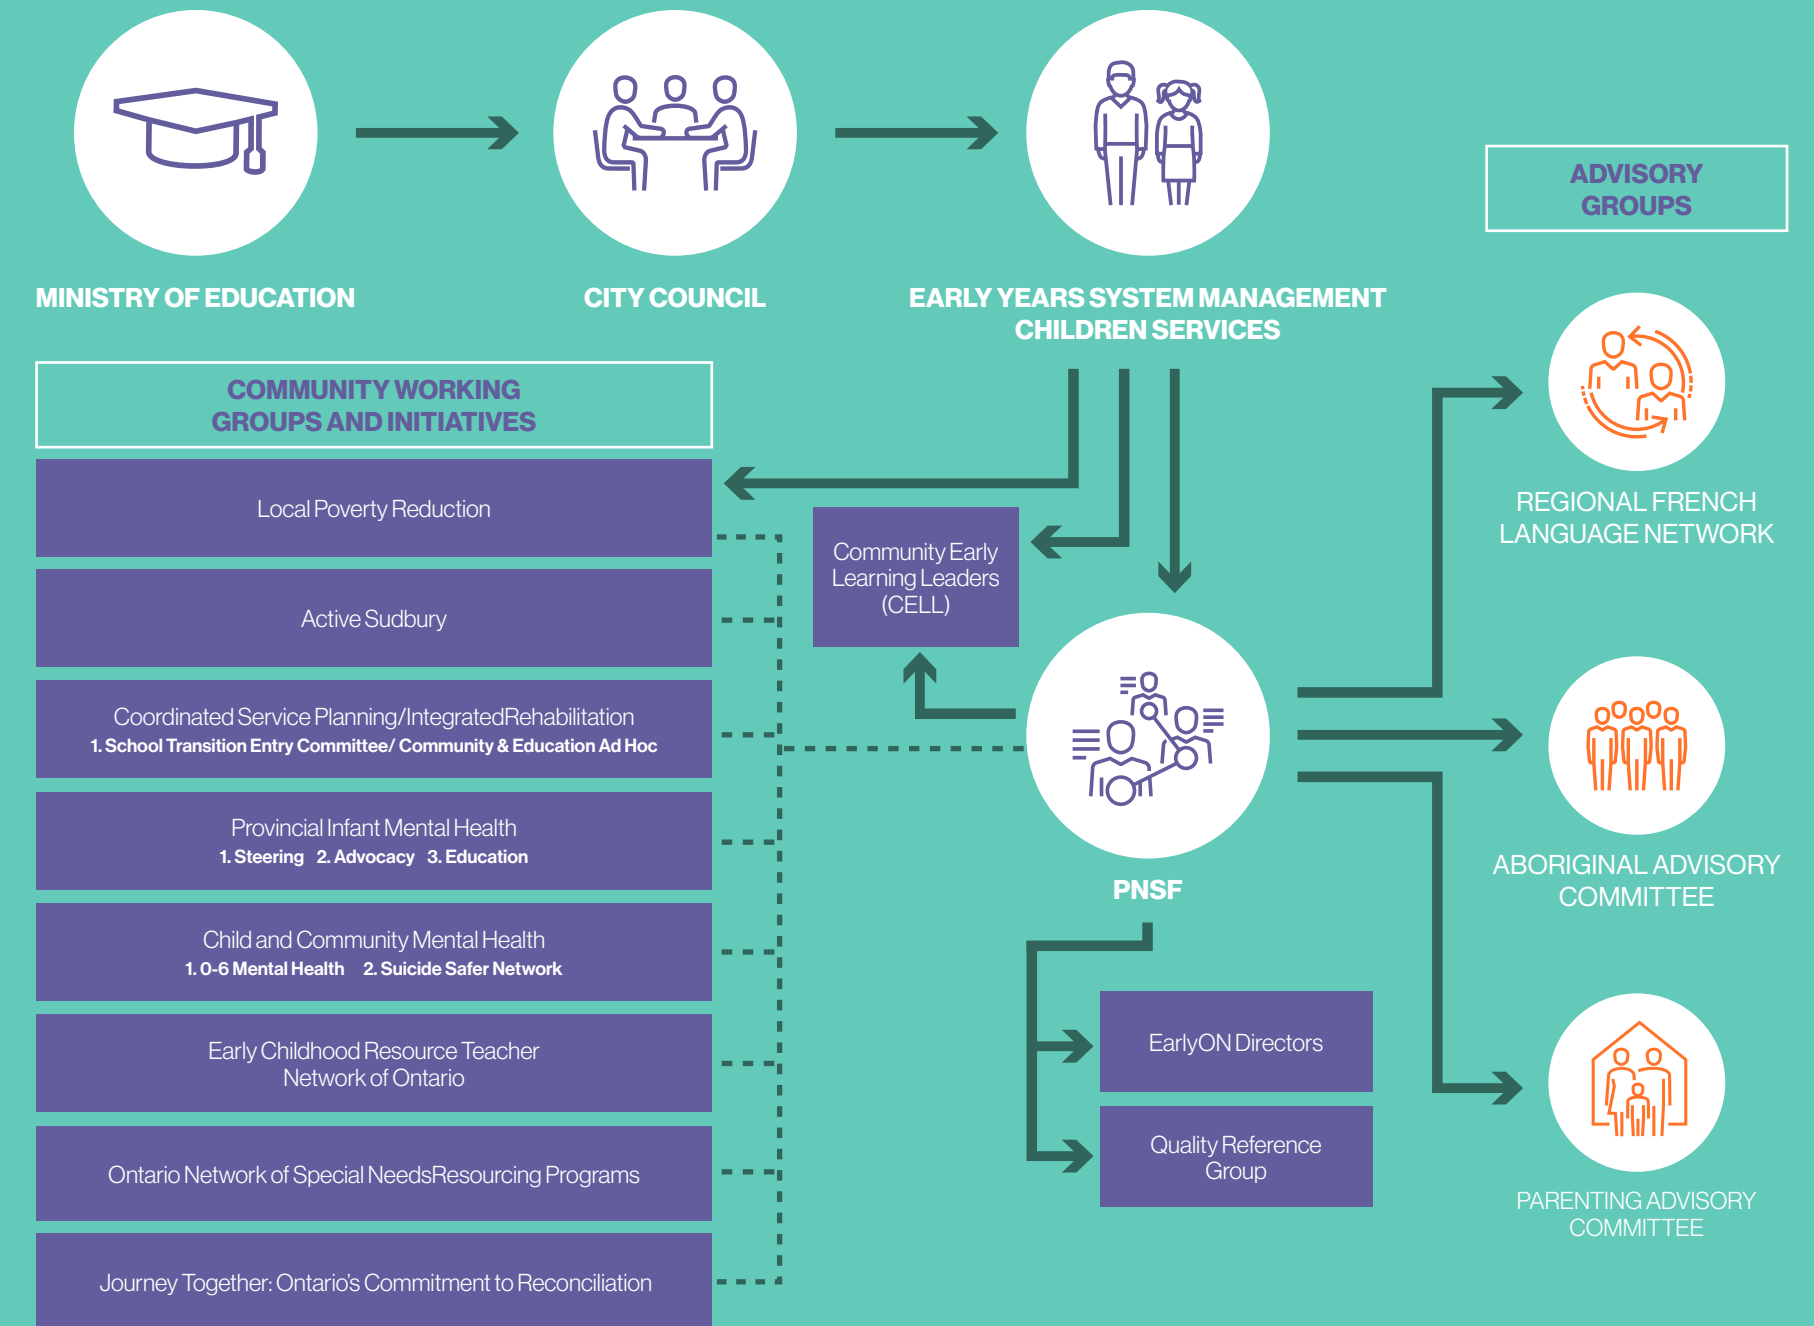 MINISTRY OF EDUCATION
CITY COUNCIL
EARLY YEARS SYSTEM MANAGEMENT
CHILDREN SERVICES
ADVISORY
GROUPS
COMMUNITY WORKING
GROUPS AND INITIATIVES
Local Poverty Reduction
Active Sudbury
Coordinated Service Planning/IntegratedRehabilitation
1. School Transition Entry Committee/ Community & Education Ad Hoc
Provincial Infant Mental Health
1. Steering 2. Advocacy 3. Education
Child and Community Mental Health
1. 0-6 Mental Health 2. Suicide Safer Network
Early Childhood Resource Teacher
Network of Ontario
Ontario Network of Special NeedsResourcing Programs
Journey Together: Ontario's Commitment to Reconciliation
Community Early
Learning Leaders
(CELL)
PNSF
EarlyON Directors
Quality Reference
Group
REGIONAL FRENCH
LANGUAGE NETWORK
ABORIGINAL ADVISORY
COMMITTEE
PARENTING ADVISORY
COMMITTEE